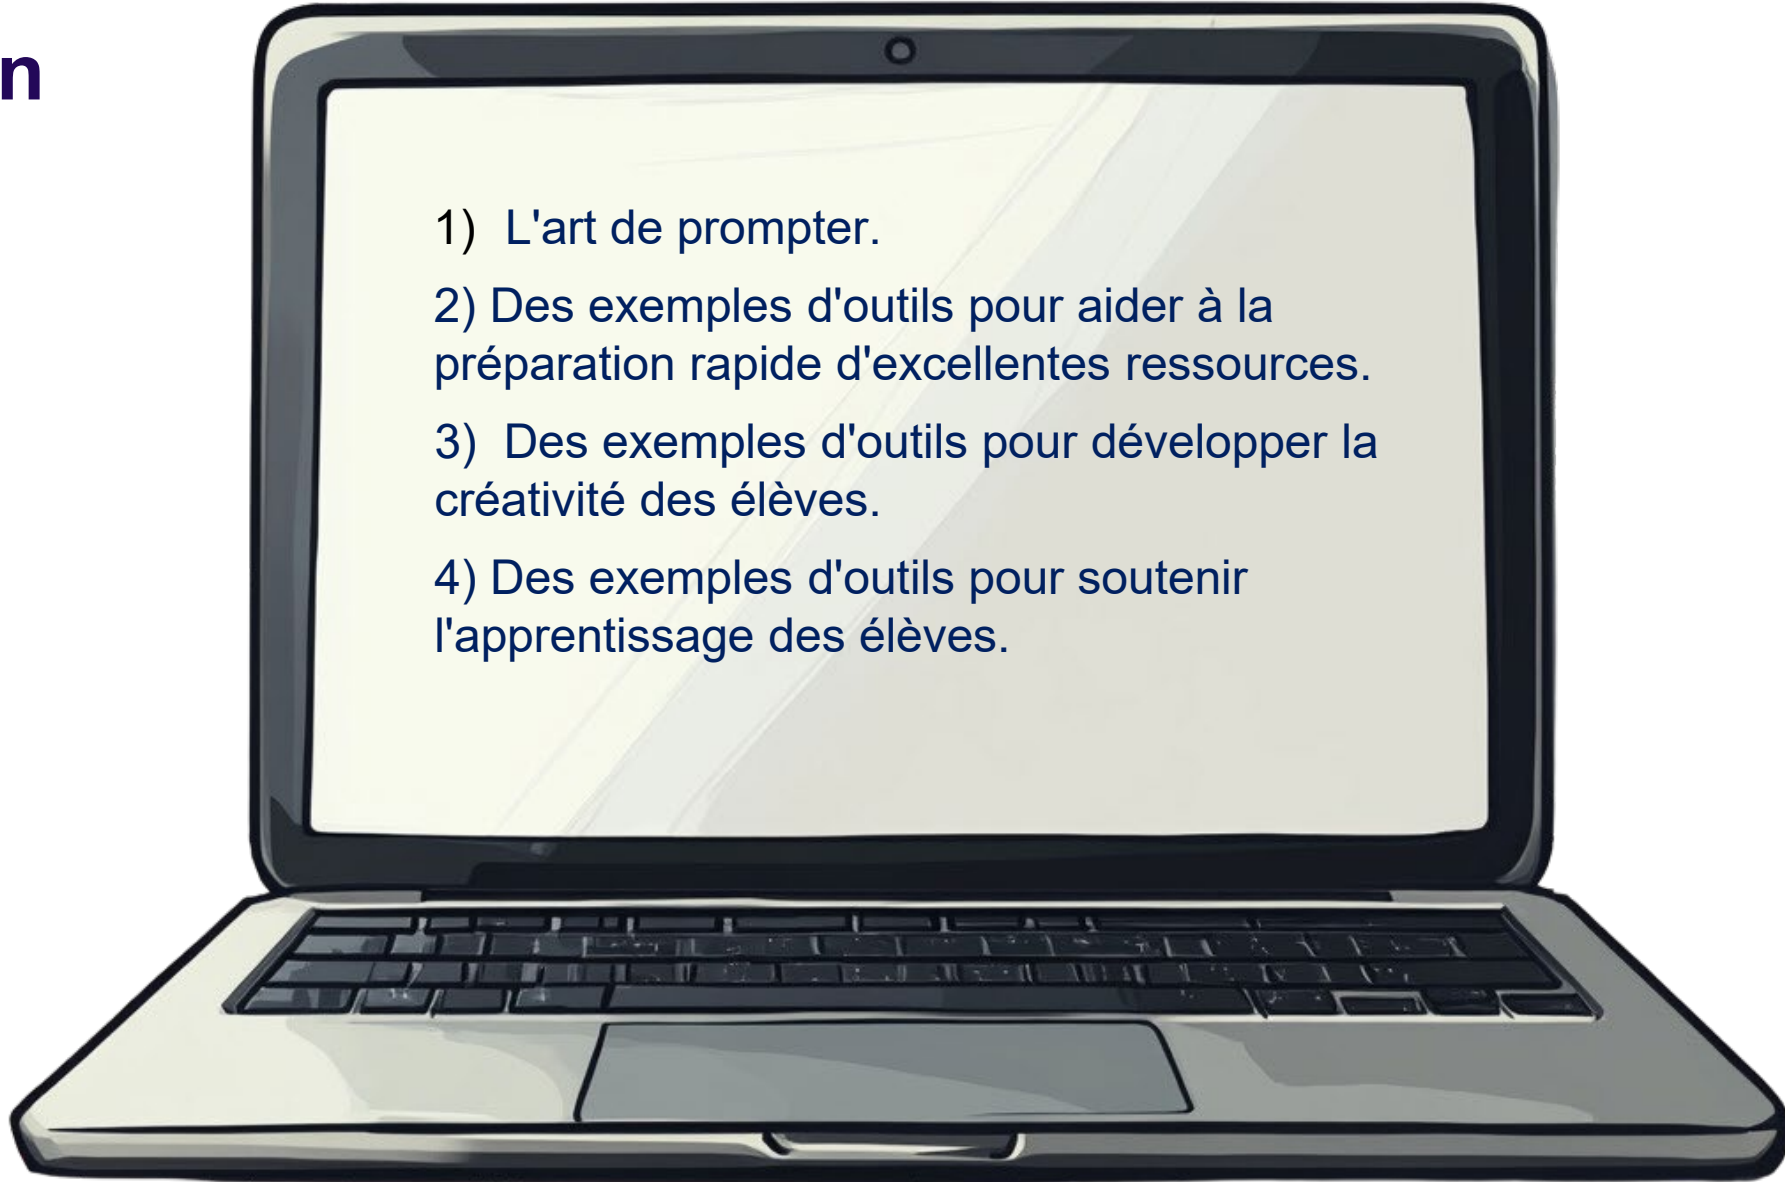 n
1) L'art de prompter.
2) Des exemples d'outils pour aider à la
préparation rapide d'excellentes ressources.
3) Des exemples d'outils pour développer la
créativité des élèves.
4) Des exemples d'outils pour soutenir
l'apprentissage des élèves.